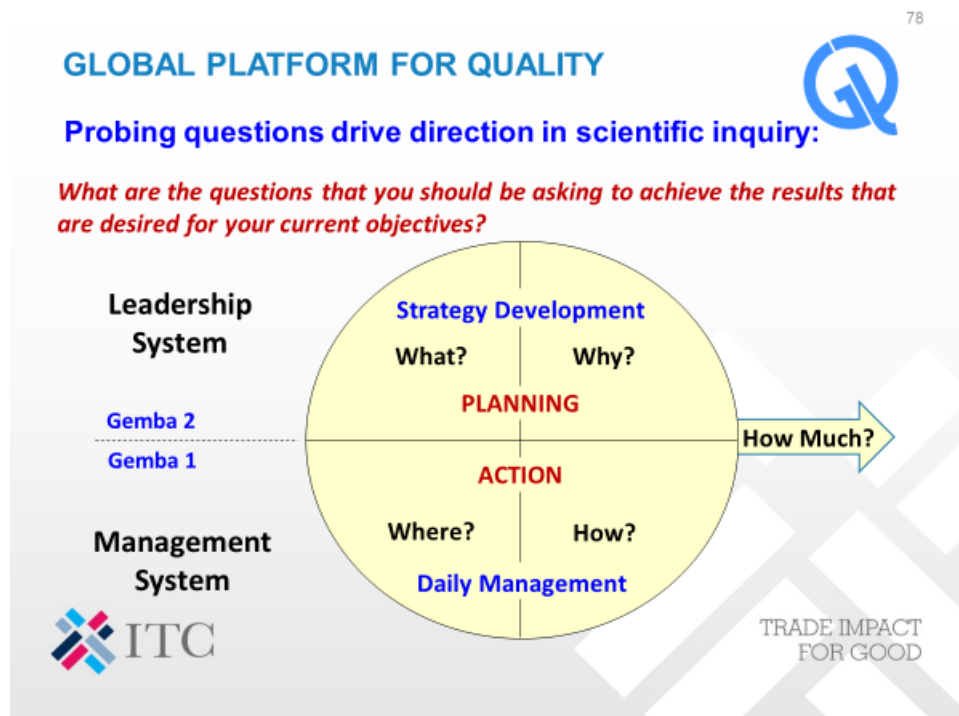 78
GLOBAL PLATFORM FOR QUALITY
Probing questions drive direction in scientific inquiry:
What are the questions that you should be asking to achieve the results that
are desired for your current objectives?
Leadership
System
Strategy Development
What?
Why?
PLANNING
Gemba 2
Gemba 1
How Much?
ACTION
Where?
How?
Management
System
Daily Management
ITC
TRADE IMPACT
FOR GOOD